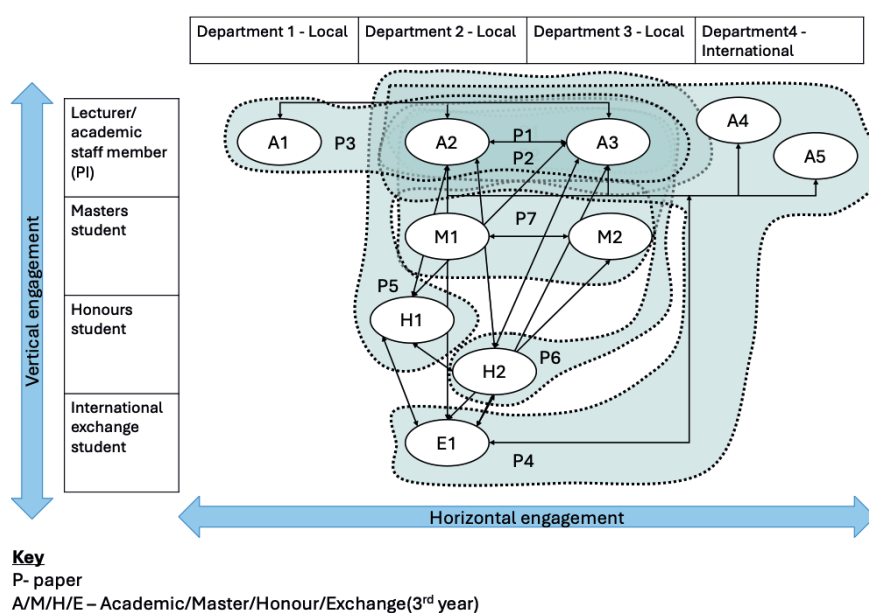 Department 1 - Local
Department 2 - Local
Department 3 - Local
Department4 -
International
Vertical engagement
Lecturer/
academic
staff member
(PI)
Masters
student
Honours
student
International
exchange
student
A1
P3
A2
P1
P2
A3
A4
A5
M1
P7
M2
P5
H1
H2
P6
E1
P4
Horizontal engagement
Key
P- paper
A/M/H/E – Academic/Master/Honour/Exchange(3rd year)